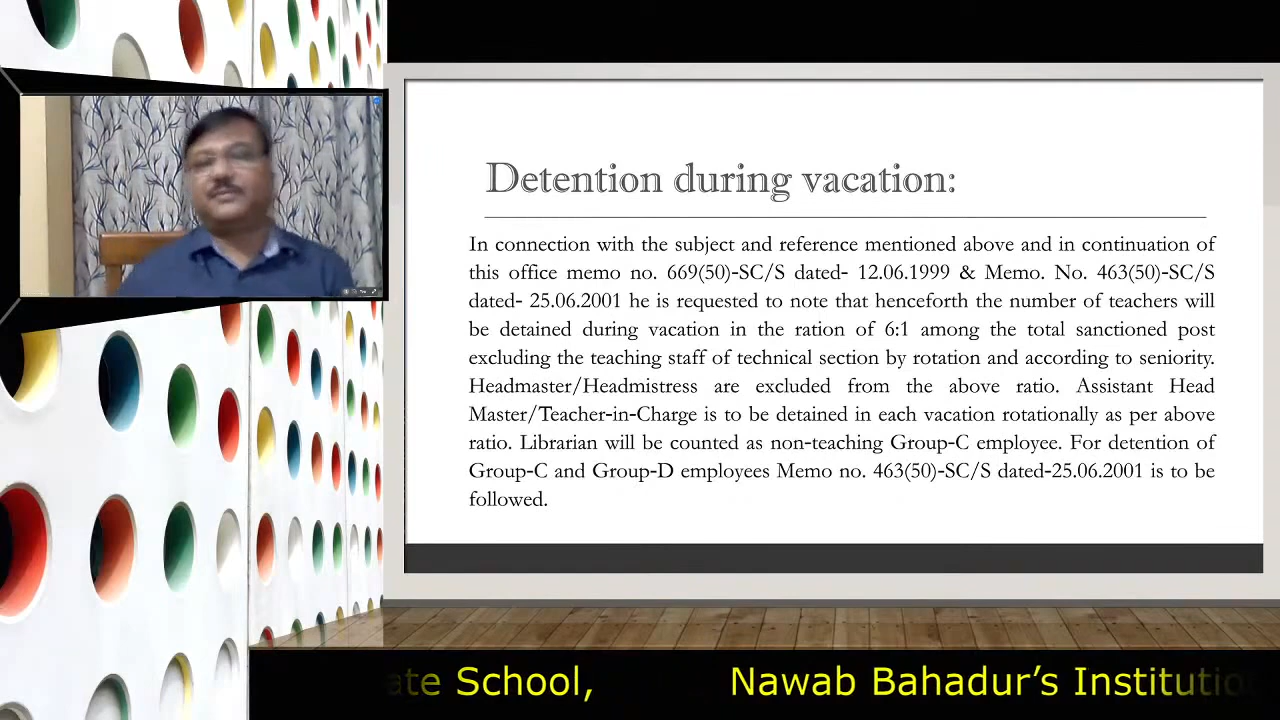 Detention during vacation:
In connection with the subject and reference mentioned above and in continuation of
this office memo no. 669(50)-SC/S dated- 12.06.1999 & Memo. No. 463(50)-SC/S
dated- 25.06.2001 he is requested to note that henceforth the number of teachers will
be detained during vacation in the ration of 6:1 among the total sanctioned post
excluding the teaching staff of technical section by rotation and according to seniority.
Headmaster/Headmistress are excluded from the above ratio. Assistant Head
Master/Teacher-in-Charge is to be detained in each vacation rotationally as per above
ratio. Librarian will be counted as non-teaching Group-C employee. For detention of
Group-C and Group-D employees Memo no. 463(50)-SC/S dated-25.06.2001 is to be
followed.
ate School, Nawab Bahadur's Institutio